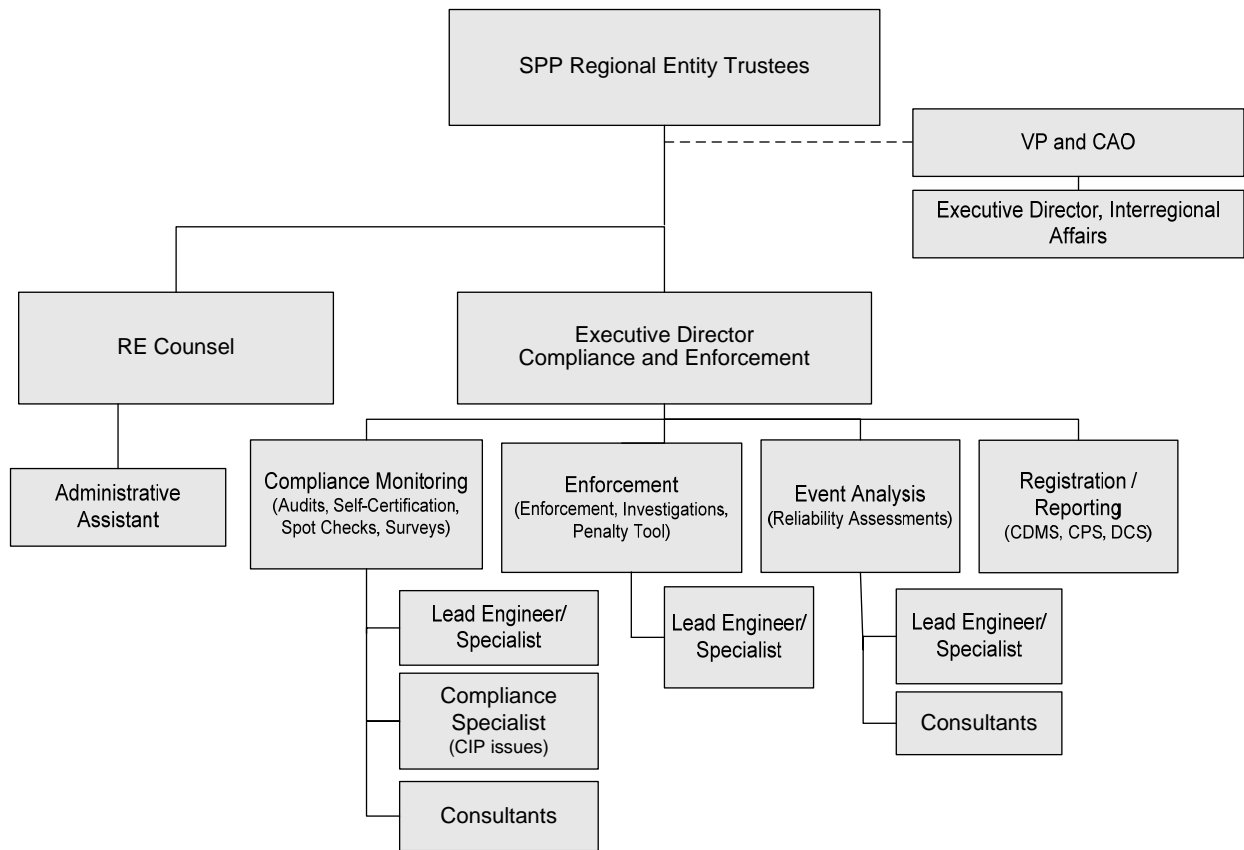 SPP Regional Entity Trustees
VP and CAO
Executive Director, Interregional
Affairs
RE Counsel
Executive Director
Compliance and Enforcement
Administrative
Assistant
Compliance Monitoring
(Audits, Self-Certification,
Spot Checks, Surveys)
Enforcement
(Enforcement, Investigations,
Penalty Tool)
Event Analysis
(Reliability Assessments)
Registration /
Reporting
(CDMS, CPS, DCS)
Lead Engineer/
Specialist
Compliance
Specialist
(CIP issues)
Consultants
Lead Engineer/
Specialist
Lead Engineer/
Specialist
Consultants